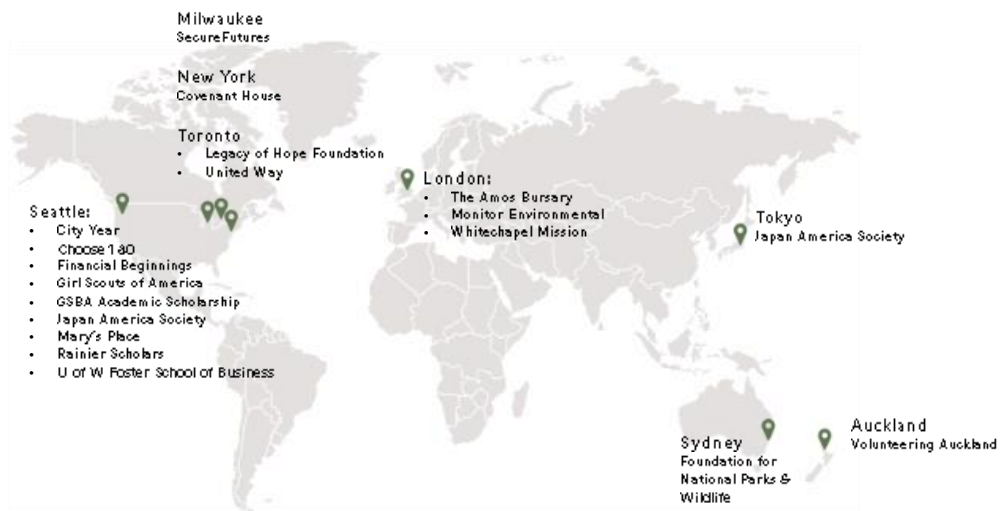 Milwaukee
SecureFutures
New York
Covenant House
Toronto
• Legacy of Hope Foundation
• United Way
London:
• The Amos Bursary
• Monitor Environmental
• Whitechapel Mission
Seattle:
• City Year
• Choose 180
• Financial Beginnings
• Girl Scouts of America
• GSBA Academic Scholarship
• Japan America Society
• Mary's Place
• Rainier Scholars
• U of W Foster School of Business
Tokyo
Japan America Society
Sydney
Foundation for
National Parks &
Wildlife
Auckland
Volunteering Auckland